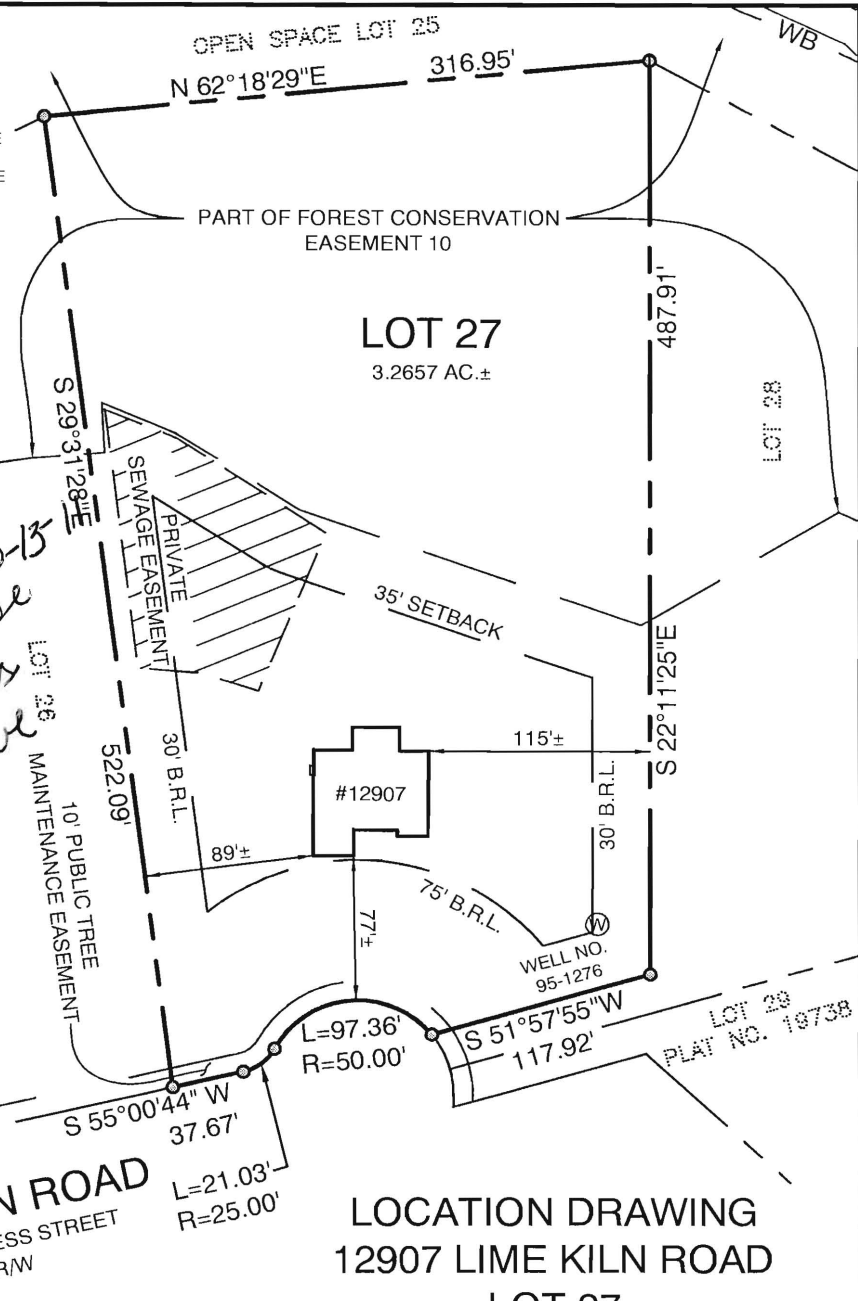 OPEN SPACE LOT 25
WB
N 62°18'29"E 316.95'
PART OF FOREST CONSERVATION
EASEMENT 10
LOT 27
3.2657 AC.±
487.91'
LOT 28
S 29°31'28"E
PRIVATE
SEWAGE EASEMENT
35' SETBACK
LOT 26
522.09'
30' B.R.L.
#12907
115'±
S 22°11'25"E
30' B.R.L.
89'±
77'±
75' B.R.L.
10' PUBLIC TREE
MAINTENANCE EASEMENT
W
WELL NO.
95-1276
L=97.36'
R=50.00'
S 51°57'55"W
117.92'
LOT 29
PLAT NO. 19738
S 55°00'44" W
37.67'
L=21.03'
R=25.00'
N ROAD
ESS STREET
R/W
LOCATION DRAWING
12907 LIME KILN ROAD
LOT 27